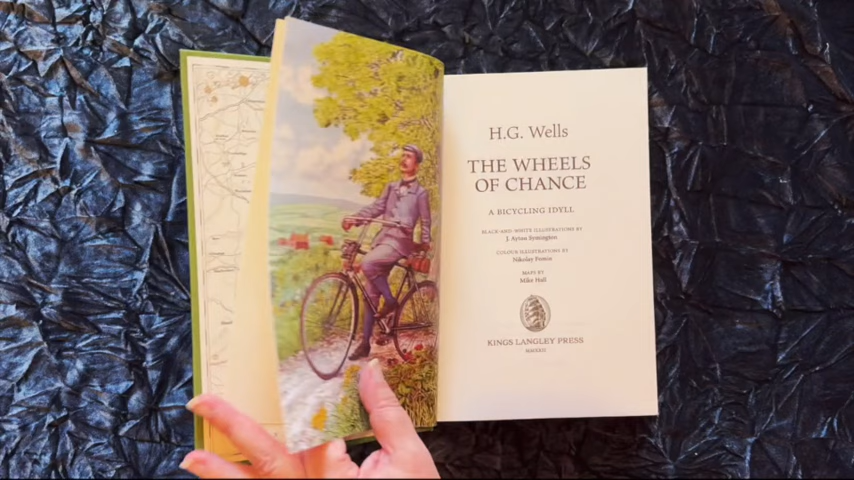 H.G. Wells
THE WHEELS
OF CHANCE
A BICYCLING IDYLL
BLACK-AND-WHITE ILLUSTRATIONS BY
J. Ayton Symington
COLOUR ILLUSTRATIONS BY
Nikolay
MAPS BY
Mike Hall
KINGS LANGLEY PRESS